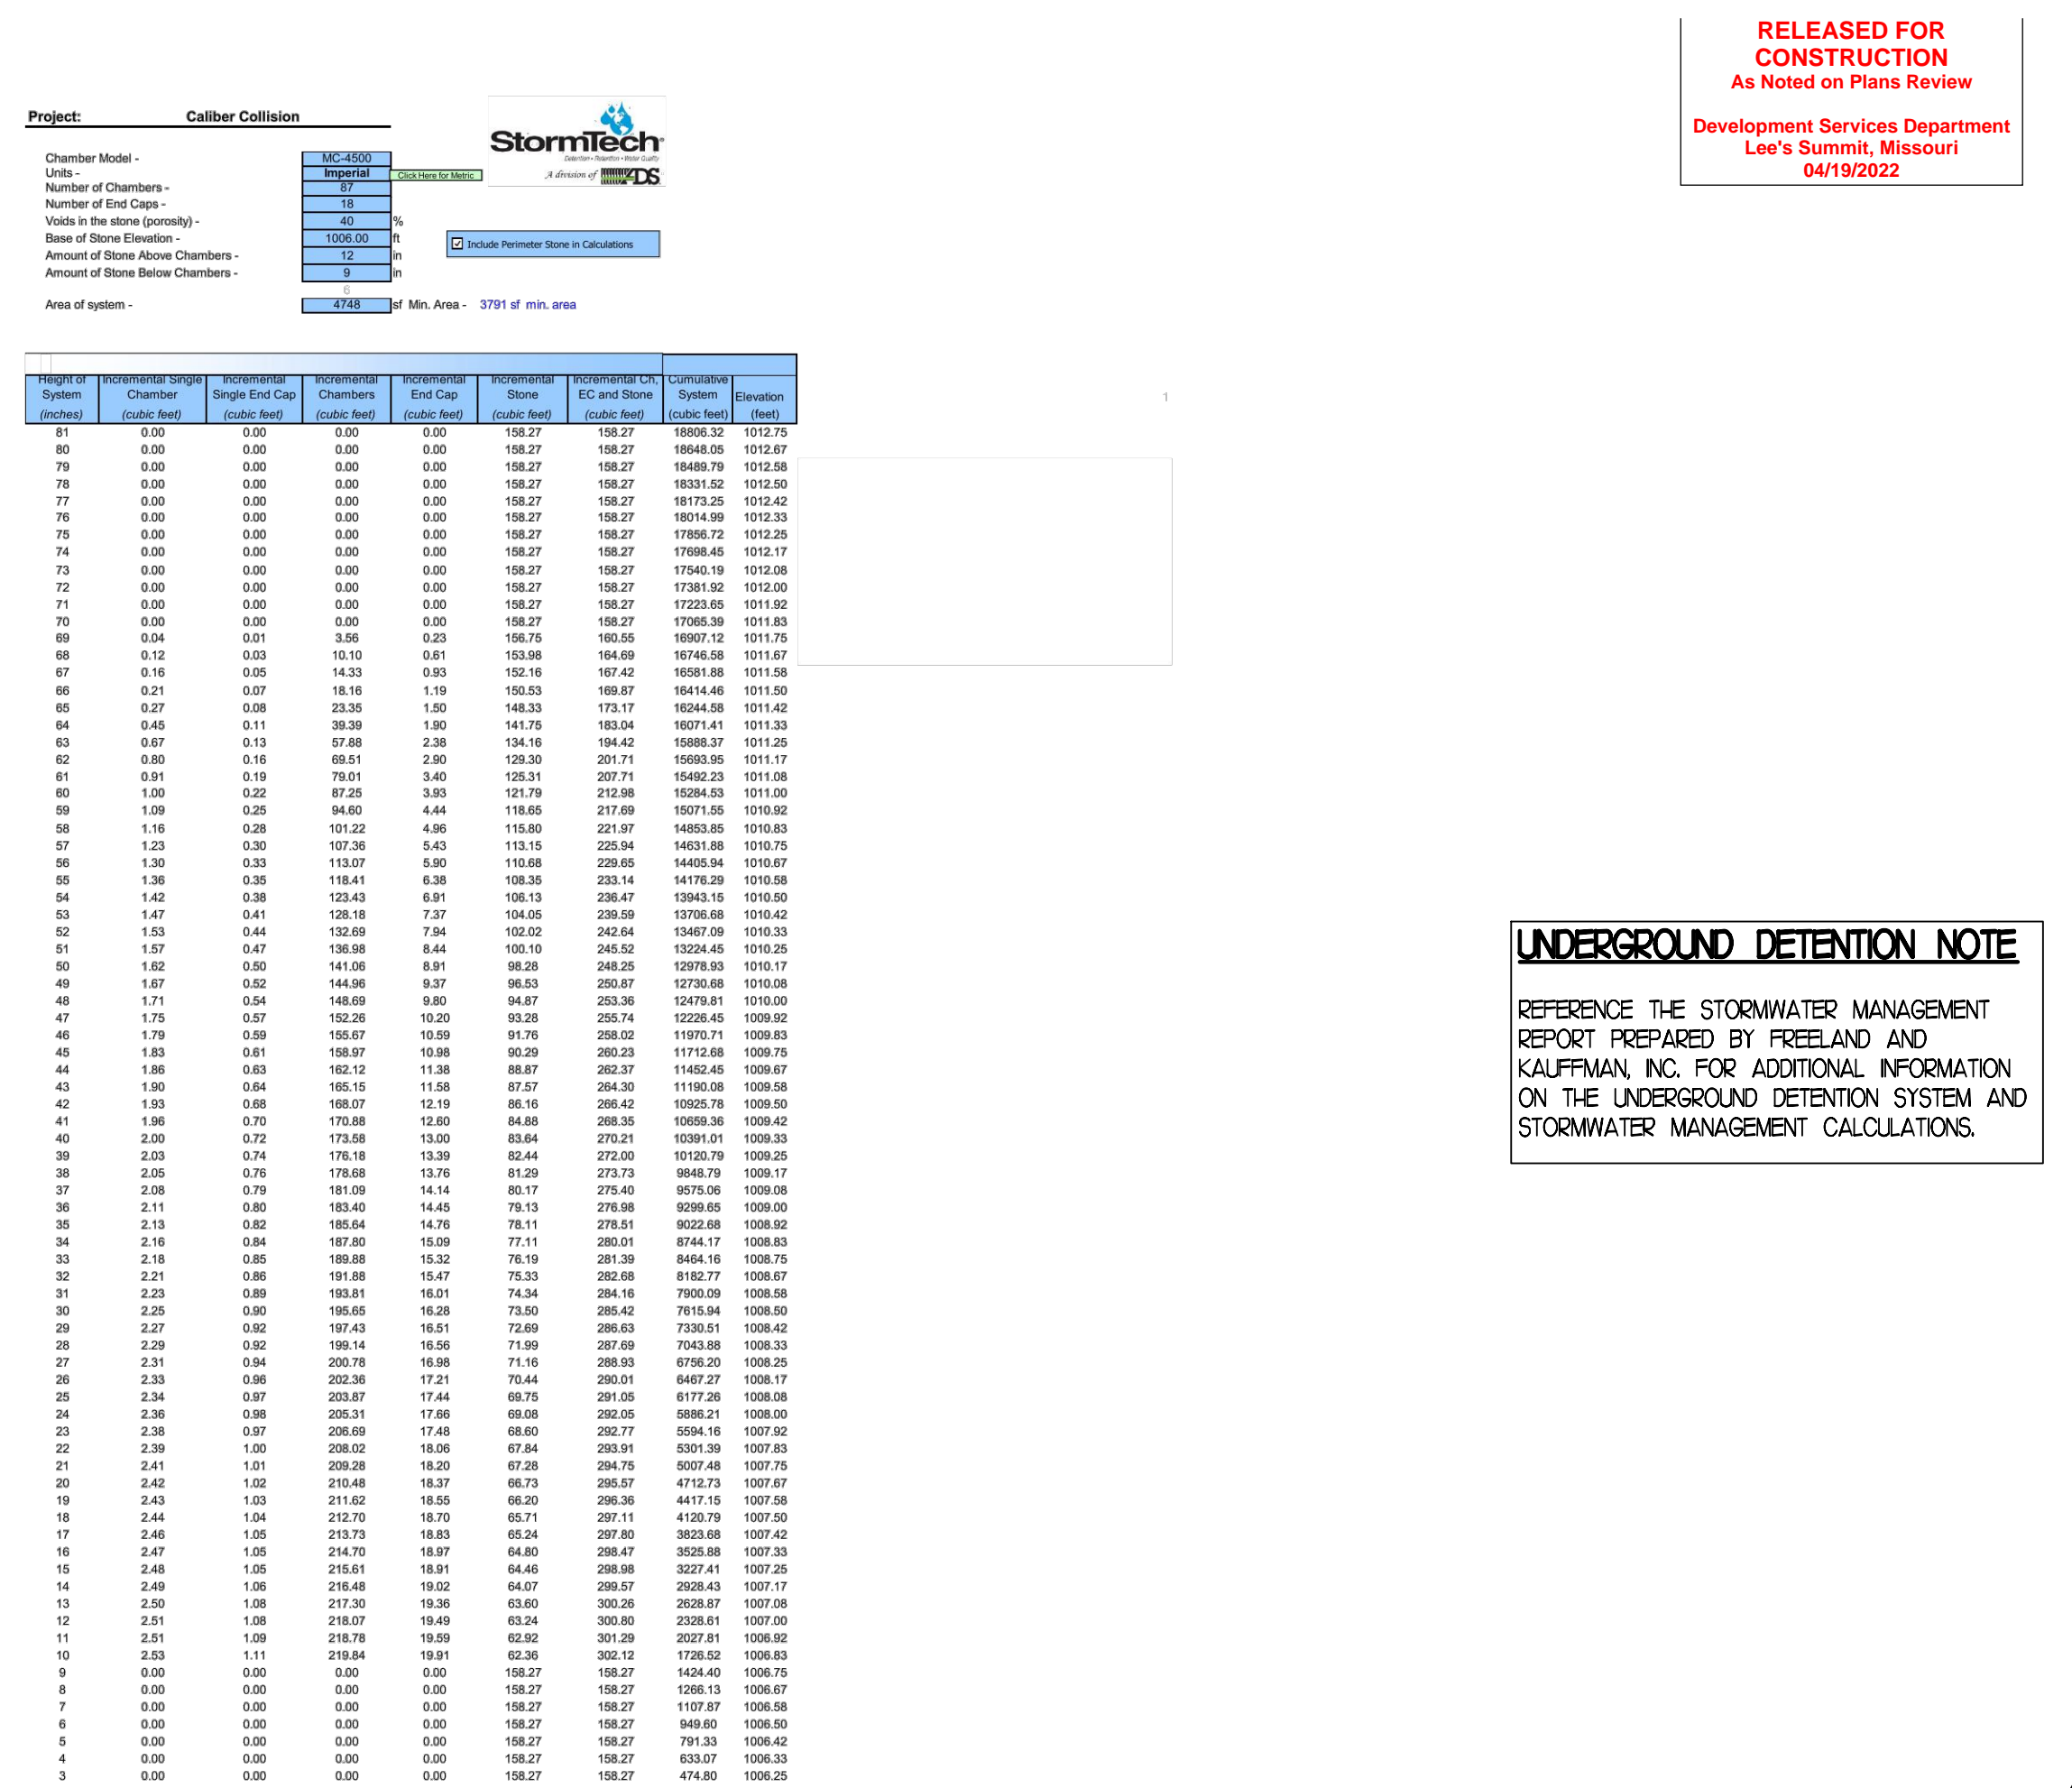 RELEASED FOR
CONSTRUCTION
As Noted on Plans Review
Development Services Department
Lee's Summit, Missouri
04/19/2022
Project: Caliber Collision
StormTech
Detention • Retention • Water Quality
A division of ADS
Chamber Model - MC-4500
Units - Imperial Click Here for Metric
Number of Chambers - 87
Number of End Caps - 18
Voids in the stone (porosity) - 40 %
Base of Stone Elevation - 1006.00 ft Include Perimeter Stone in Calculations
Amount of Stone Above Chambers - 12 in
Amount of Stone Below Chambers - 9 in
6
Area of system - 4748 sf Min. Area - 3791 sf min. area
Height of Incremental Single Incremental Incremental Incremental Incremental Incremental Ch, Cumulative
System Chamber Single End Cap Chambers End Cap Stone EC and Stone System Elevation
(inches) (cubic feet) (cubic feet) (cubic feet) (cubic feet) (cubic feet) (cubic feet) (cubic feet) (feet)
1
81 0.00 0.00 0.00 0.00 158.27 158.27 18806.32 1012.75
80 0.00 0.00 0.00 0.00 158.27 158.27 18648.05 1012.67
79 0.00 0.00 0.00 0.00 158.27 158.27 18489.79 1012.58
78 0.00 0.00 0.00 0.00 158.27 158.27 18331.52 1012.50
77 0.00 0.00 0.00 0.00 158.27 158.27 18173.25 1012.42
76 0.00 0.00 0.00 0.00 158.27 158.27 18014.99 1012.33
75 0.00 0.00 0.00 0.00 158.27 158.27 17856.72 1012.25
74 0.00 0.00 0.00 0.00 158.27 158.27 17698.45 1012.17
73 0.00 0.00 0.00 0.00 158.27 158.27 17540.19 1012.08
72 0.00 0.00 0.00 0.00 158.27 158.27 17381.92 1012.00
71 0.00 0.00 0.00 0.00 158.27 158.27 17223.65 1011.92
70 0.00 0.00 0.00 0.00 158.27 158.27 17065.39 1011.83
69 0.04 0.01 3.56 0.23 156.75 160.55 16907.12 1011.75
68 0.12 0.03 10.10 0.61 153.98 164.69 16746.58 1011.67
67 0.16 0.05 14.33 0.93 152.16 167.42 16581.88 1011.58
66 0.21 0.07 18.16 1.19 150.53 169.87 16414.46 1011.50
65 0.27 0.08 23.35 1.50 148.33 173.17 16244.58 1011.42
64 0.45 0.11 39.39 1.90 141.75 183.04 16071.41 1011.33
63 0.67 0.13 57.88 2.38 134.16 194.42 15888.37 1011.25
62 0.80 0.16 69.51 2.90 129.30 201.71 15693.95 1011.17
61 0.91 0.19 79.01 3.40 125.31 207.71 15492.23 1011.08
60 1.00 0.22 87.25 3.93 121.79 212.98 15284.53 1011.00
59 1.09 0.25 94.60 4.44 118.65 217.69 15071.55 1010.92
58 1.16 0.28 101.22 4.96 115.80 221.97 14853.85 1010.83
57 1.23 0.30 107.36 5.43 113.15 225.94 14631.88 1010.75
56 1.30 0.33 113.07 5.90 110.68 229.65 14405.94 1010.67
55 1.36 0.35 118.41 6.38 108.35 233.14 14176.29 1010.58
54 1.42 0.38 123.43 6.91 106.13 236.47 13943.15 1010.50
53 1.47 0.41 128.18 7.37 104.05 239.59 13706.68 1010.42
52 1.53 0.44 132.69 7.94 102.02 242.64 13467.09 1010.33
51 1.57 0.47 136.98 8.44 100.10 245.52 13224.45 1010.25
50 1.62 0.50 141.06 8.91 98.28 248.25 12978.93 1010.17
49 1.67 0.52 144.96 9.37 96.53 250.87 12730.68 1010.08
48 1.71 0.54 148.69 9.80 94.87 253.36 12479.81 1010.00
47 1.75 0.57 152.26 10.20 93.28 255.74 12226.45 1009.92
46 1.79 0.59 155.67 10.59 91.76 258.02 11970.71 1009.83
45 1.83 0.61 158.97 10.98 90.29 260.23 11712.68 1009.75
44 1.86 0.63 162.12 11.38 88.87 262.37 11452.45 1009.67
43 1.90 0.64 165.15 11.58 87.57 264.30 11190.08 1009.58
42 1.93 0.68 168.07 12.19 86.16 266.42 10925.78 1009.50
41 1.96 0.70 170.88 12.60 84.88 268.35 10659.36 1009.42
40 2.00 0.72 173.58 13.00 83.64 270.21 10391.01 1009.33
39 2.03 0.74 176.18 13.39 82.44 272.00 10120.79 1009.25
38 2.05 0.76 178.68 13.76 81.29 273.73 9848.79 1009.17
37 2.08 0.79 181.09 14.14 80.17 275.40 9575.06 1009.08
36 2.11 0.80 183.40 14.45 79.13 276.98 9299.65 1009.00
35 2.13 0.82 185.64 14.76 78.11 278.51 9022.68 1008.92
34 2.16 0.84 187.80 15.09 77.11 280.01 8744.17 1008.83
33 2.18 0.85 189.88 15.32 76.19 281.39 8464.16 1008.75
32 2.21 0.86 191.88 15.47 75.33 282.68 8182.77 1008.67
31 2.23 0.89 193.81 16.01 74.34 284.16 7900.09 1008.58
30 2.25 0.90 195.65 16.28 73.50 285.42 7615.94 1008.50
29 2.27 0.92 197.43 16.51 72.69 286.63 7330.51 1008.42
28 2.29 0.92 199.14 16.56 71.99 287.69 7043.88 1008.33
27 2.31 0.94 200.78 16.98 71.16 288.93 6756.20 1008.25
26 2.33 0.96 202.36 17.21 70.44 290.01 6467.27 1008.17
25 2.34 0.97 203.87 17.44 69.75 291.05 6177.26 1008.08
24 2.36 0.98 205.31 17.66 69.08 292.05 5886.21 1008.00
23 2.38 0.97 206.69 17.48 68.60 292.77 5594.16 1007.92
22 2.39 1.00 208.02 18.06 67.84 293.91 5301.39 1007.83
21 2.41 1.01 209.28 18.20 67.28 294.75 5007.48 1007.75
20 2.42 1.02 210.48 18.37 66.73 295.57 4712.73 1007.67
19 2.43 1.03 211.62 18.55 66.20 296.36 4417.15 1007.58
18 2.44 1.04 212.70 18.70 65.71 297.11 4120.79 1007.50
17 2.46 1.05 213.73 18.83 65.24 297.80 3823.68 1007.42
16 2.47 1.05 214.70 18.97 64.80 298.47 3525.88 1007.33
15 2.48 1.05 215.61 18.91 64.46 298.98 3227.41 1007.25
14 2.49 1.06 216.48 19.02 64.07 299.57 2928.43 1007.17
13 2.50 1.08 217.30 19.36 63.60 300.26 2628.87 1007.08
12 2.51 1.08 218.07 19.49 63.24 300.80 2328.61 1007.00
11 2.51 1.09 218.78 19.59 62.92 301.29 2027.81 1006.92
10 2.53 1.11 219.84 19.91 62.36 302.12 1726.52 1006.83
9 0.00 0.00 0.00 0.00 158.27 158.27 1424.40 1006.75
8 0.00 0.00 0.00 0.00 158.27 158.27 1266.13 1006.67
7 0.00 0.00 0.00 0.00 158.27 158.27 1107.87 1006.58
6 0.00 0.00 0.00 0.00 158.27 158.27 949.60 1006.50
5 0.00 0.00 0.00 0.00 158.27 158.27 791.33 1006.42
4 0.00 0.00 0.00 0.00 158.27 158.27 633.07 1006.33
3 0.00 0.00 0.00 0.00 158.27 158.27 474.80 1006.25
UNDERGROUND DETENTION NOTE
REFERENCE THE STORMWATER MANAGEMENT
REPORT PREPARED BY FREELAND AND
KAUFFMAN, INC. FOR ADDITIONAL INFORMATION
ON THE UNDERGROUND DETENTION SYSTEM AND
STORMWATER MANAGEMENT CALCULATIONS.